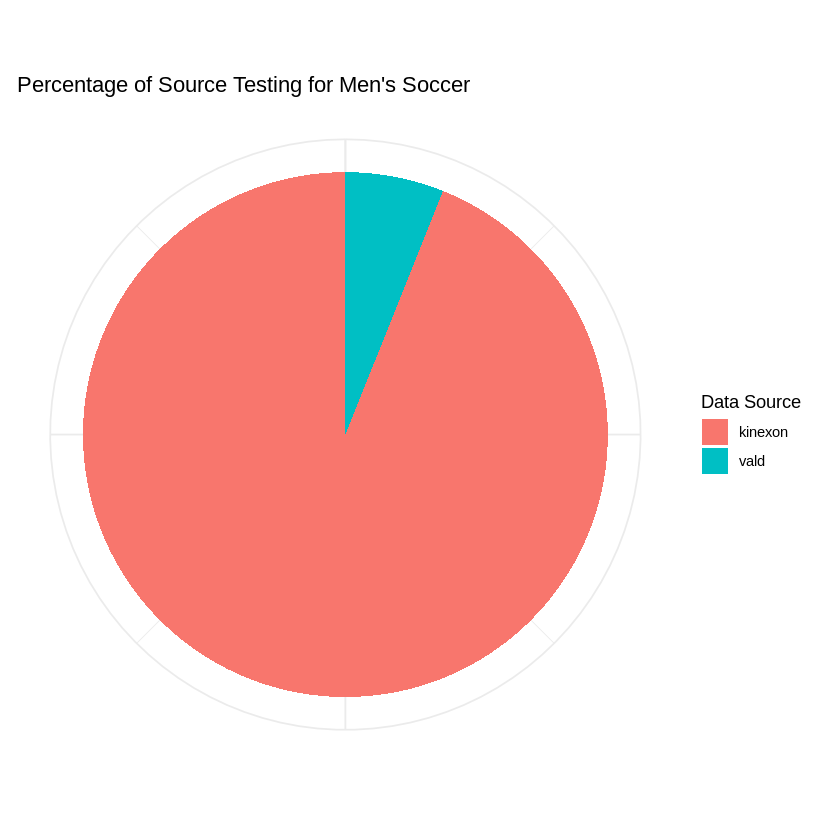 Percentage of Source Testing for Men's Soccer
Data Source
kinexon
vald